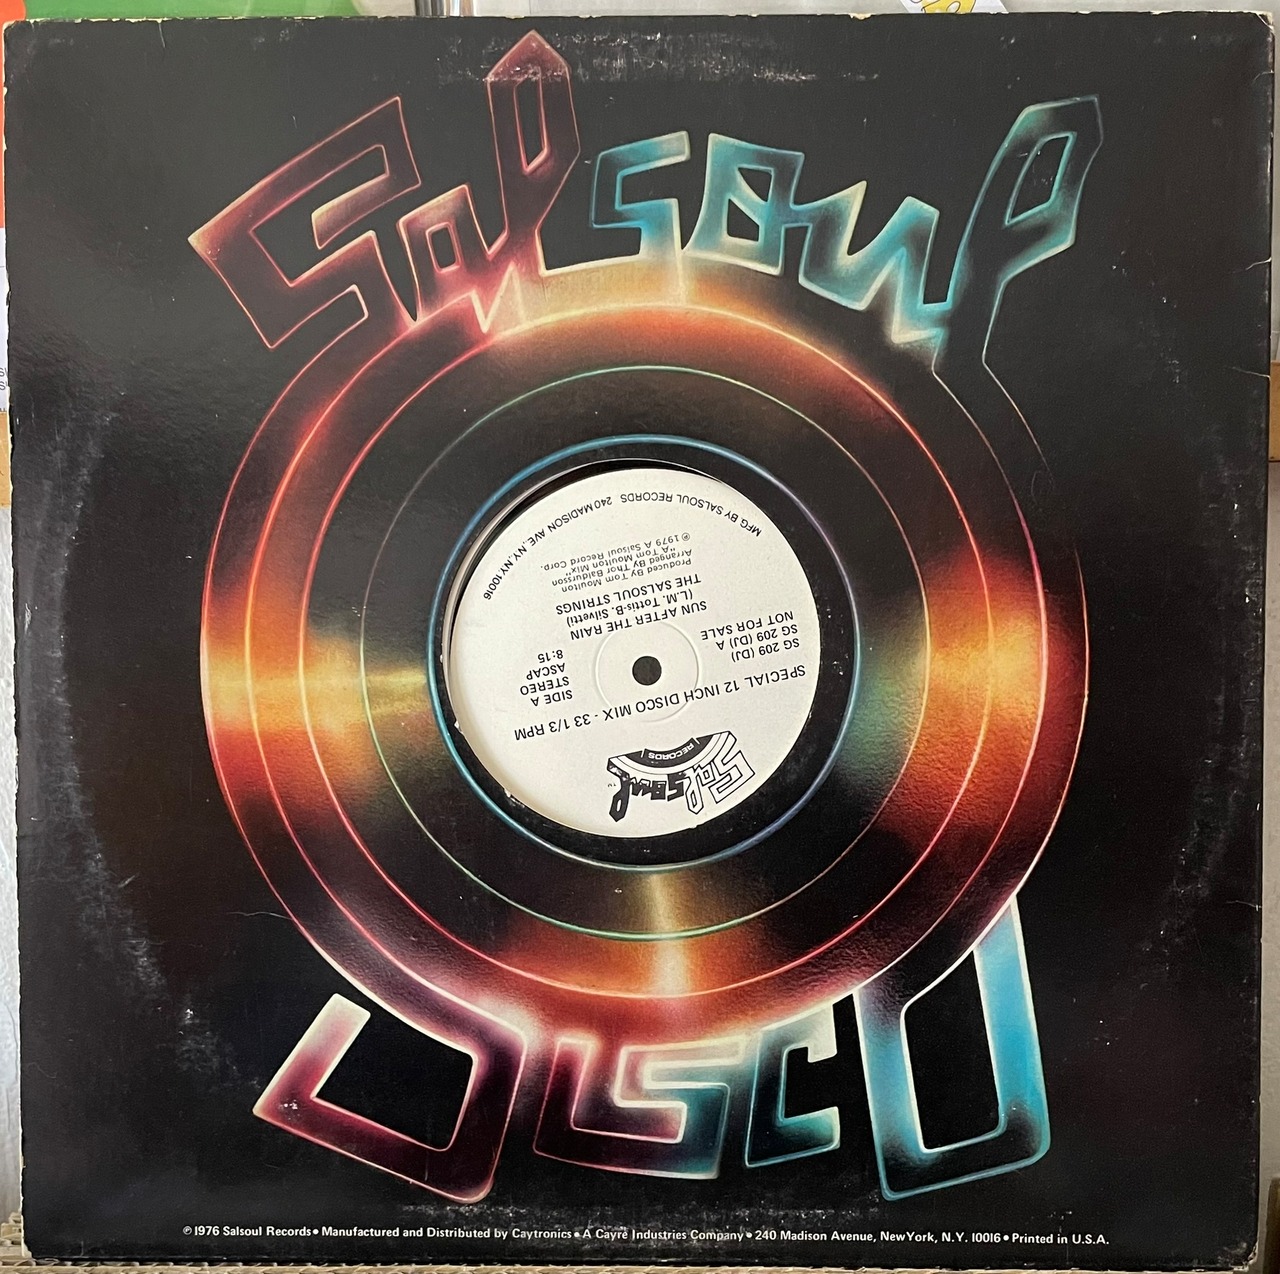 Salsoul
Salsoul
RECORDS
SPECIAL 12 INCH DISCO MIX - 33 1/3 RPM
SG 209 (DJ)
SG 209 (DJ) A
NOT FOR SALE
SIDE A
STEREO
ASCAP
8:15
SUN AFTER THE RAIN
(L.M. Tottis-B. Silvetti)
THE SALSOUL STRINGS
Produced By Tom Moulton
Arranged By Thor Baldursson
"A Tom Moulton Mix"
℗ 1979 A Salsoul Record Corp.
MFG BY SALSOUL RECORDS 240 MADISON AVE, NY, NY 10016
DISCO
℗ 1976 Salsoul Records • Manufactured and Distributed by Caytronics • A Cayre Industries Company • 240 Madison Avenue, NewYork, N.Y. 10016 • Printed in U.S.A.